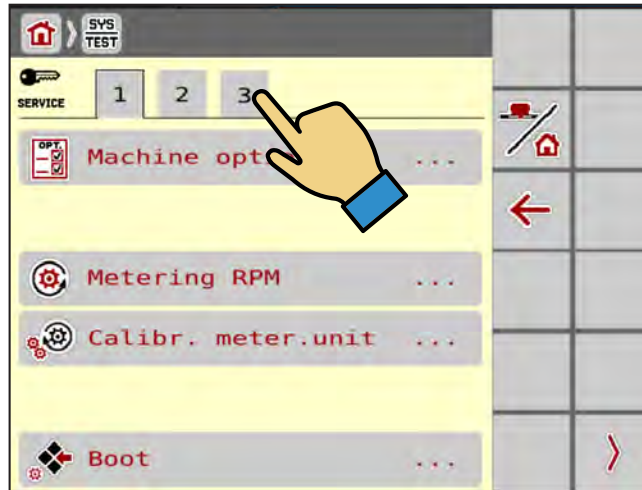 SYS
TEST
SERVICE
1 2 3
OPT.
Machine opt ...
Metering RPM ...
Calibr. meter.unit ...
Boot ...